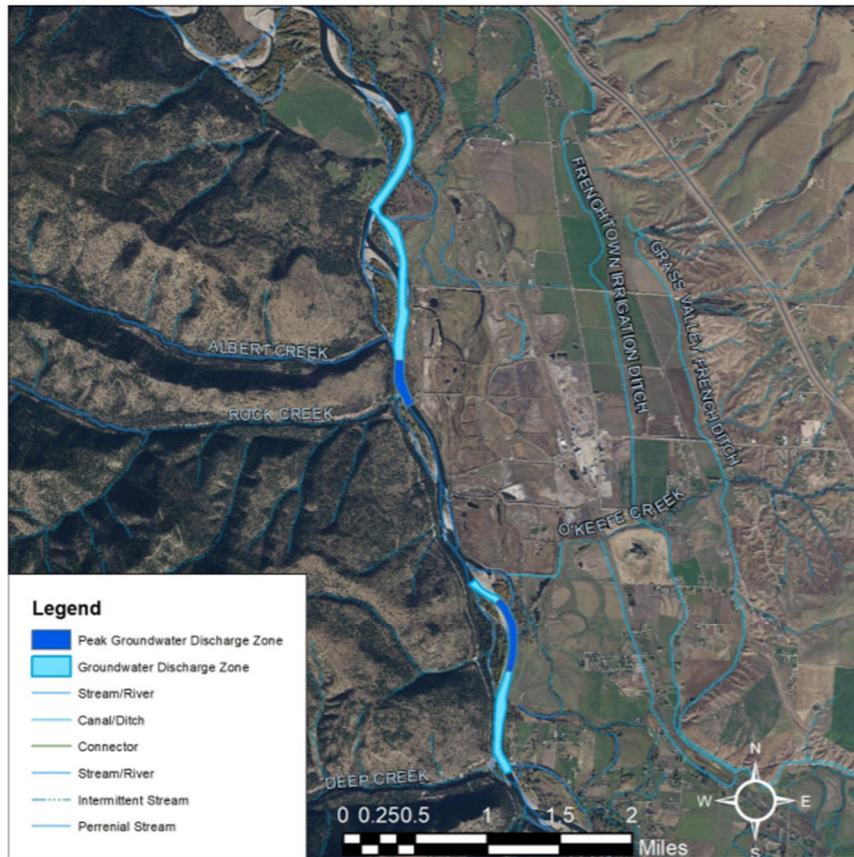 FRENCHTOWN IRRIGATION DITCH
GRASS VALLEY FRENCH DITCH
ALBERT CREEK
ROCK CREEK
O'KEEFE CREEK
DEEP CREEK
Legend
Peak Groundwater Discharge Zone
Groundwater Discharge Zone
Stream/River
Canal/Ditch
Connector
Stream/River
Intermittent Stream
Perrenial Stream
N
W E
S
0 0.25 0.5 1 1.5 2
Miles